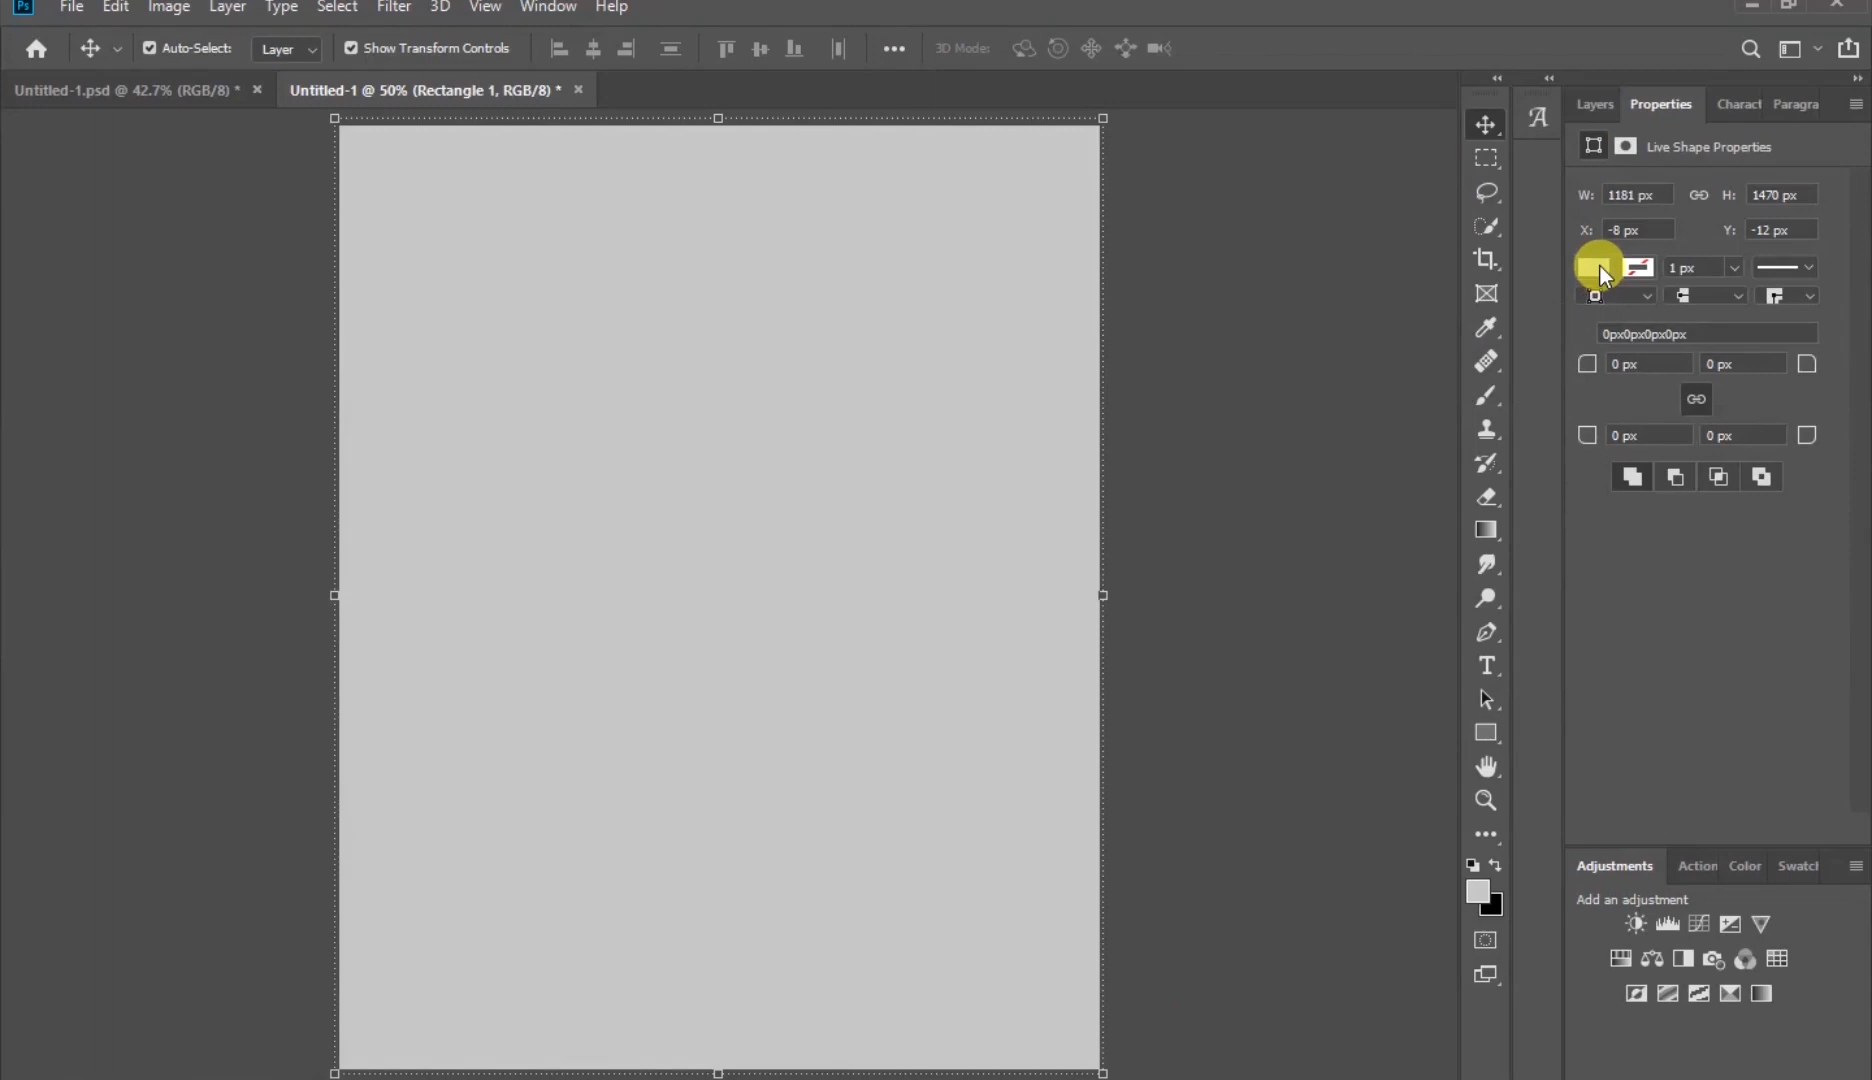 Ps File Edit Image Layer Type Select Filter 3D View Window Help
Auto-Select: Layer Show Transform Controls 3D Mode:
Untitled-1.psd @ 42.7% (RGB/8) * × Untitled-1 @ 50% (Rectangle 1, RGB/8) * ×
Layers Properties Charact Paragra
Live Shape Properties
W: 1181 px H: 1470 px
X: -8 px Y: -12 px
1 px
0px0px0px0px
0 px 0 px
0 px 0 px
Adjustments Action Color Swatch
Add an adjustment